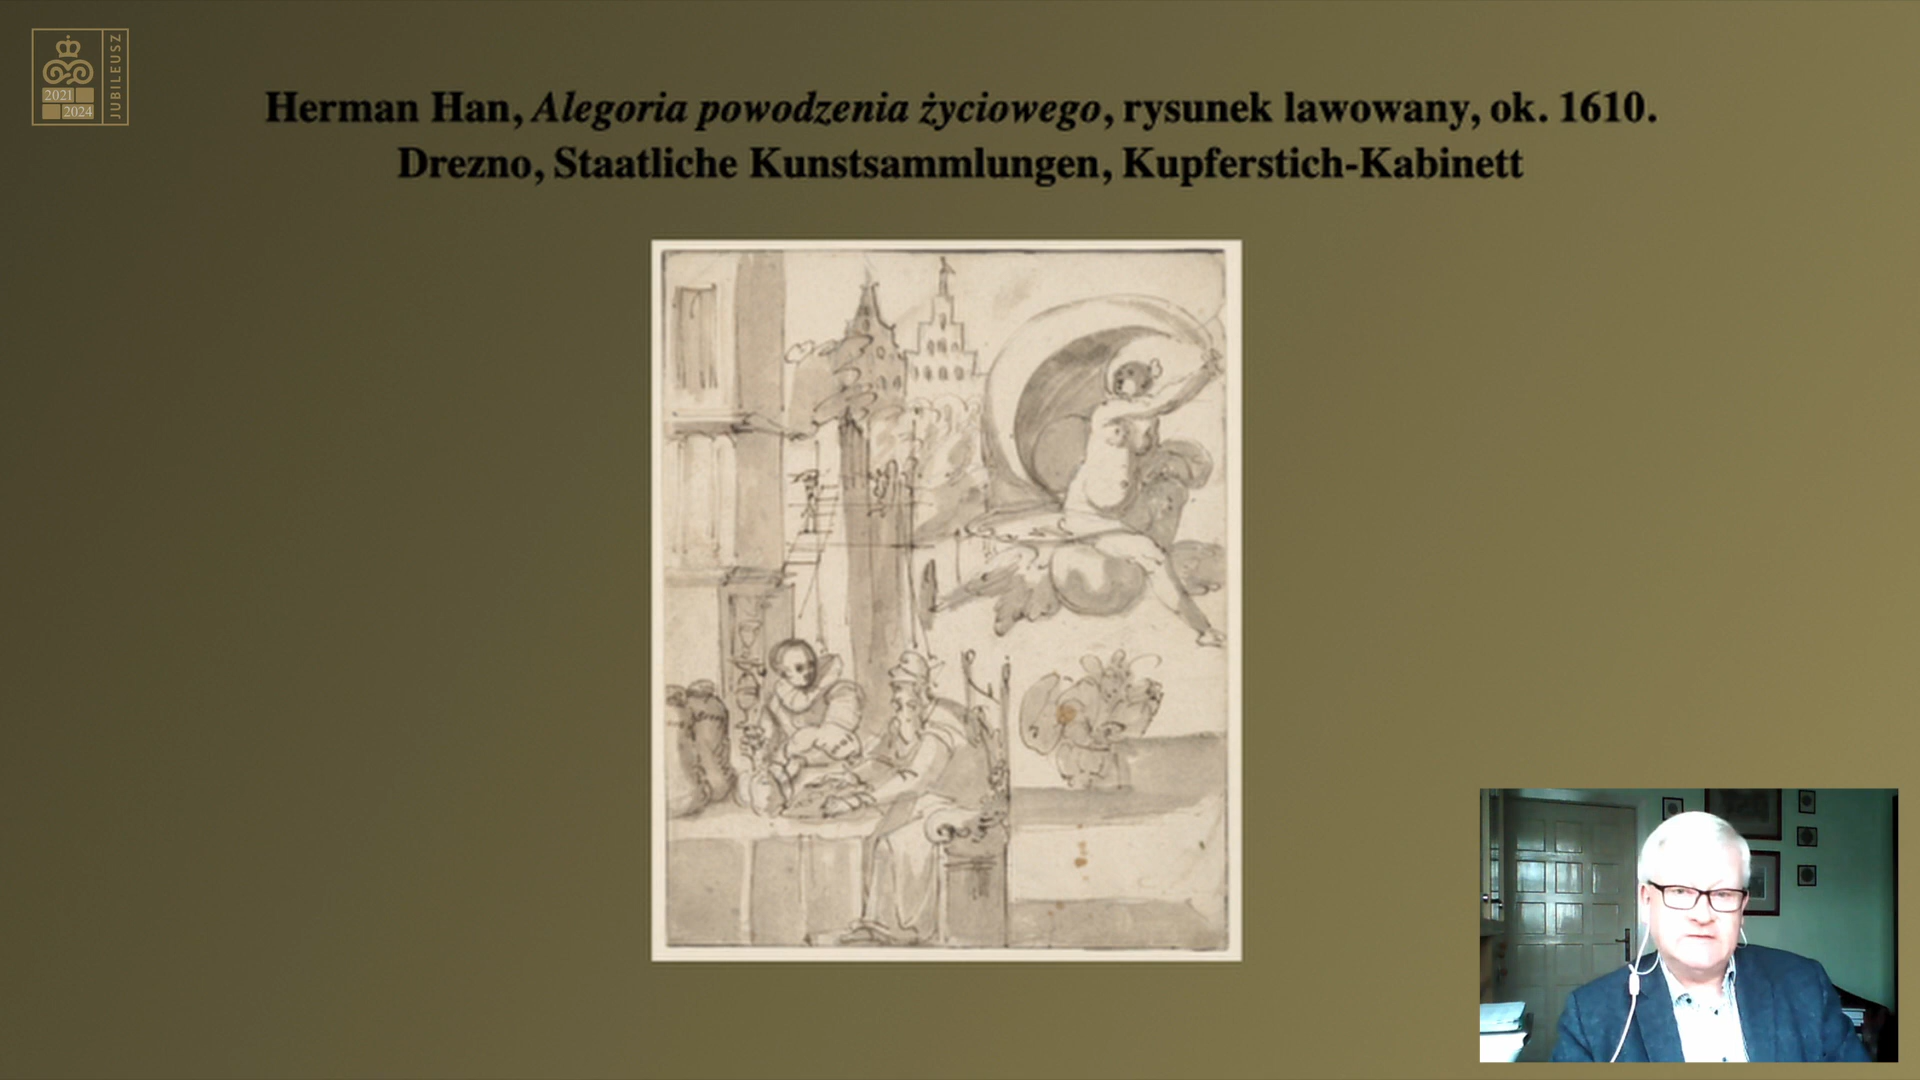 2021
2024
JUBILEUSZ
Herman Han, Alegoria powodzenia życiowego, rysunek lawowany, ok. 1610.
Drezno, Staatliche Kunstsammlungen, Kupferstich-Kabinett